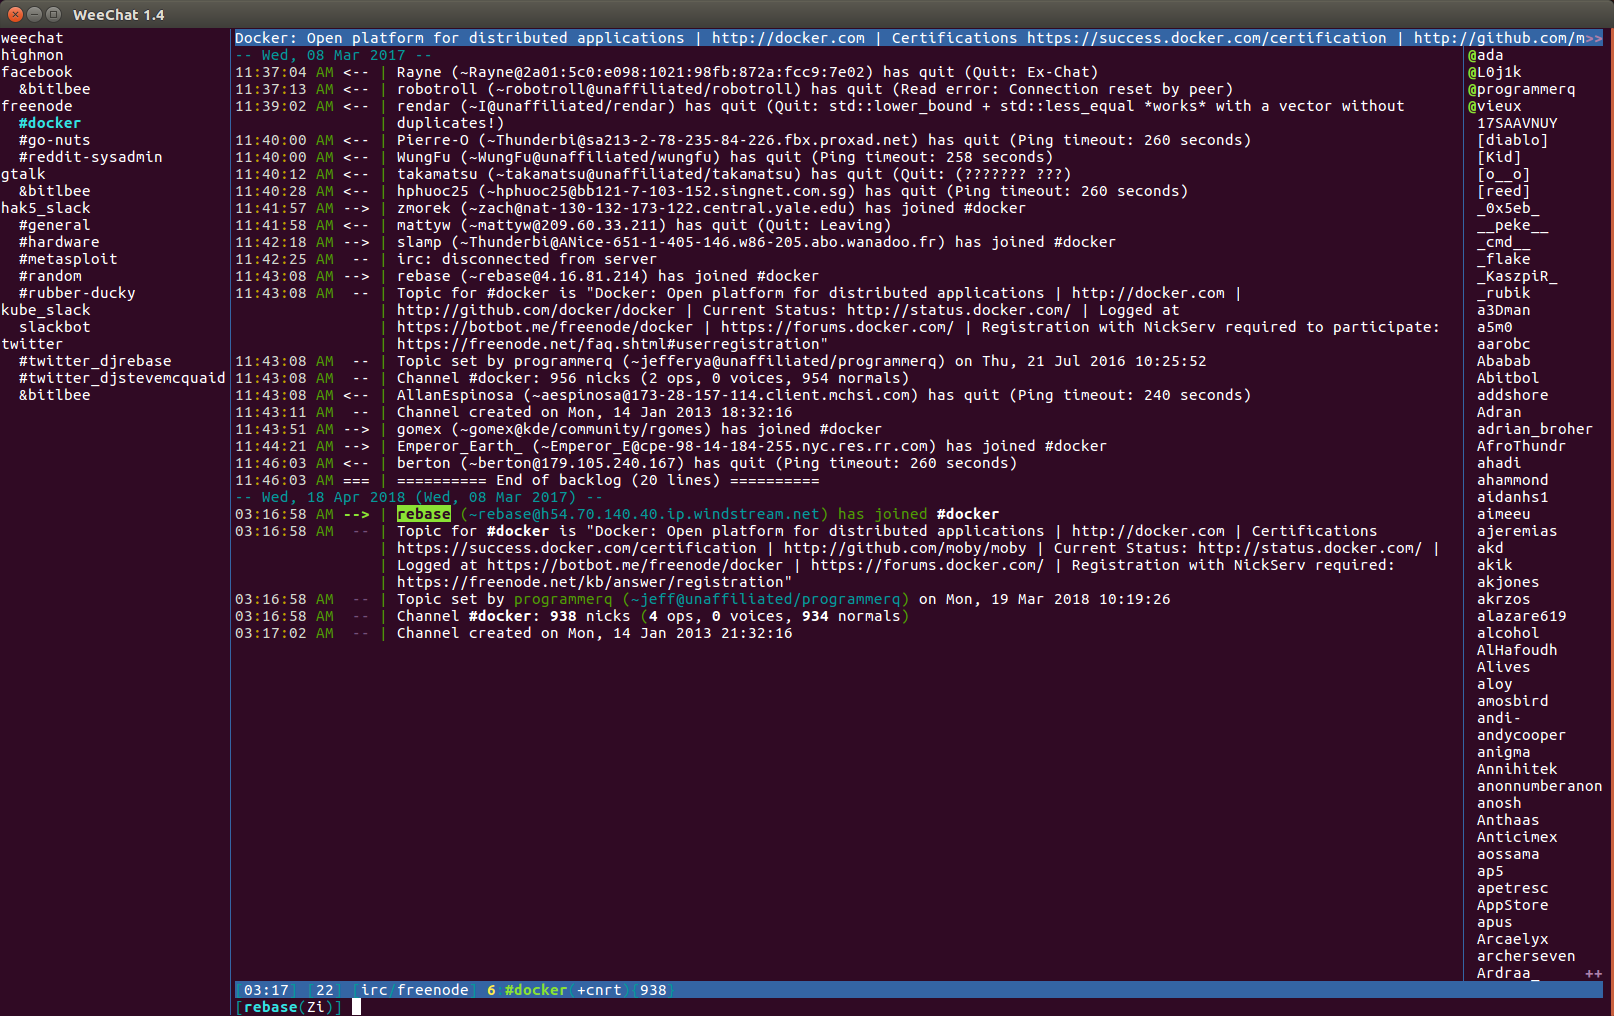 WeeChat 1.4
weechat
highmon
facebook
  &bitlbee
freenode
  #docker
  #go-nuts
  #reddit-sysadmin
gtalk
  &bitlbee
hak5_slack
  #general
  #hardware
  #metasploit
  #random
  #rubber-ducky
kube_slack
  slackbot
twitter
  #twitter_djrebase
  #twitter_djstevemcquaid
  &bitlbee
Docker: Open platform for distributed applications | http://docker.com | Certifications https://success.docker.com/certification | http://github.com/m>>
-- Wed, 08 Mar 2017 --
11:37:04 AM <-- | Rayne (~Rayne@2a01:5c0:e098:1021:98fb:872a:fcc9:7e02) has quit (Quit: Ex-Chat)
11:37:13 AM <-- | robotroll (~robotroll@unaffiliated/robotroll) has quit (Read error: Connection reset by peer)
11:39:02 AM <-- | rendar (~I@unaffiliated/rendar) has quit (Quit: std::lower_bound + std::less_equal *works* with a vector without
| duplicates!)
11:40:00 AM <-- | Pierre-O (~Thunderbi@sa213-2-78-235-84-226.fbx.proxad.net) has quit (Ping timeout: 260 seconds)
11:40:00 AM <-- | WungFu (~WungFu@unaffiliated/wungfu) has quit (Ping timeout: 258 seconds)
11:40:12 AM <-- | takamatsu (~takamatsu@unaffiliated/takamatsu) has quit (Quit: (??????? ???)
11:40:28 AM <-- | hphuoc25 (~hphuoc25@bb121-7-103-152.singnet.com.sg) has quit (Ping timeout: 260 seconds)
11:41:57 AM --> | zmorek (~zach@nat-130-132-173-122.central.yale.edu) has joined #docker
11:41:58 AM <-- | mattyw (~mattyw@209.60.33.211) has quit (Quit: Leaving)
11:42:18 AM --> | slamp (~Thunderbi@ANice-651-1-405-146.w86-205.abo.wanadoo.fr) has joined #docker
11:42:25 AM -- | irc: disconnected from server
11:43:08 AM --> | rebase (~rebase@4.16.81.214) has joined #docker
11:43:08 AM -- | Topic for #docker is "Docker: Open platform for distributed applications | http://docker.com |
| http://github.com/docker/docker | Current Status: http://status.docker.com/ | Logged at
| https://botbot.me/freenode/docker | https://forums.docker.com/ | Registration with NickServ required to participate:
| https://freenode.net/faq.shtml#userregistration"
11:43:08 AM -- | Topic set by programmerq (~jefferya@unaffiliated/programmerq) on Thu, 21 Jul 2016 10:25:52
11:43:08 AM -- | Channel #docker: 956 nicks (2 ops, 0 voices, 954 normals)
11:43:08 AM <-- | AllanEspinosa (~aespinosa@173-28-157-114.client.mchsi.com) has quit (Ping timeout: 240 seconds)
11:43:11 AM -- | Channel created on Mon, 14 Jan 2013 18:32:16
11:43:51 AM --> | gomex (~gomex@kde/community/rgomes) has joined #docker
11:44:21 AM --> | Emperor_Earth_ (~Emperor_E@cpe-98-14-184-255.nyc.res.rr.com) has joined #docker
11:46:03 AM <-- | berton (~berton@179.105.240.167) has quit (Ping timeout: 260 seconds)
11:46:03 AM === | ========== End of backlog (20 lines) ==========
-- Wed, 18 Apr 2018 (Wed, 08 Mar 2017) --
03:16:58 AM --> | rebase (~rebase@h54.70.140.40.ip.windstream.net) has joined #docker
03:16:58 AM -- | Topic for #docker is "Docker: Open platform for distributed applications | http://docker.com | Certifications
| https://success.docker.com/certification | http://github.com/moby/moby | Current Status: http://status.docker.com/ |
| Logged at https://botbot.me/freenode/docker | https://forums.docker.com/ | Registration with NickServ required:
| https://freenode.net/kb/answer/registration"
03:16:58 AM -- | Topic set by programmerq (~jeff@unaffiliated/programmerq) on Mon, 19 Mar 2018 10:19:26
03:16:58 AM -- | Channel #docker: 938 nicks (4 ops, 0 voices, 934 normals)
03:17:02 AM -- | Channel created on Mon, 14 Jan 2013 21:32:16
@ada
@L0j1k
@programmerq
@vieux
17SAAVNUY
[diablo]
[Kid]
[o__o]
[reed]
_0x5eb_
__peke__
_cmd__
_flake
_KaszpiR_
_rubik
a3Dman
a5m0
aarobc
Ababab
Abitbol
addshore
Adran
adrian_broher
AfroThundr
ahadi
ahammond
aidanhs1
aimeeu
ajeremias
akd
akik
akjones
akrzos
alazare619
alcohol
AlHafoudh
Alives
aloy
amosbird
andi-
andycooper
anigma
Annihitek
anonnumberanon
anosh
Anthaas
Anticimex
aossama
ap5
apetresc
AppStore
apus
Arcaelyx
archerseven
Ardraa_ ++
[03:17] [22] [irc/freenode] 6:#docker(+cnrt){938}
[rebase(Zi)]